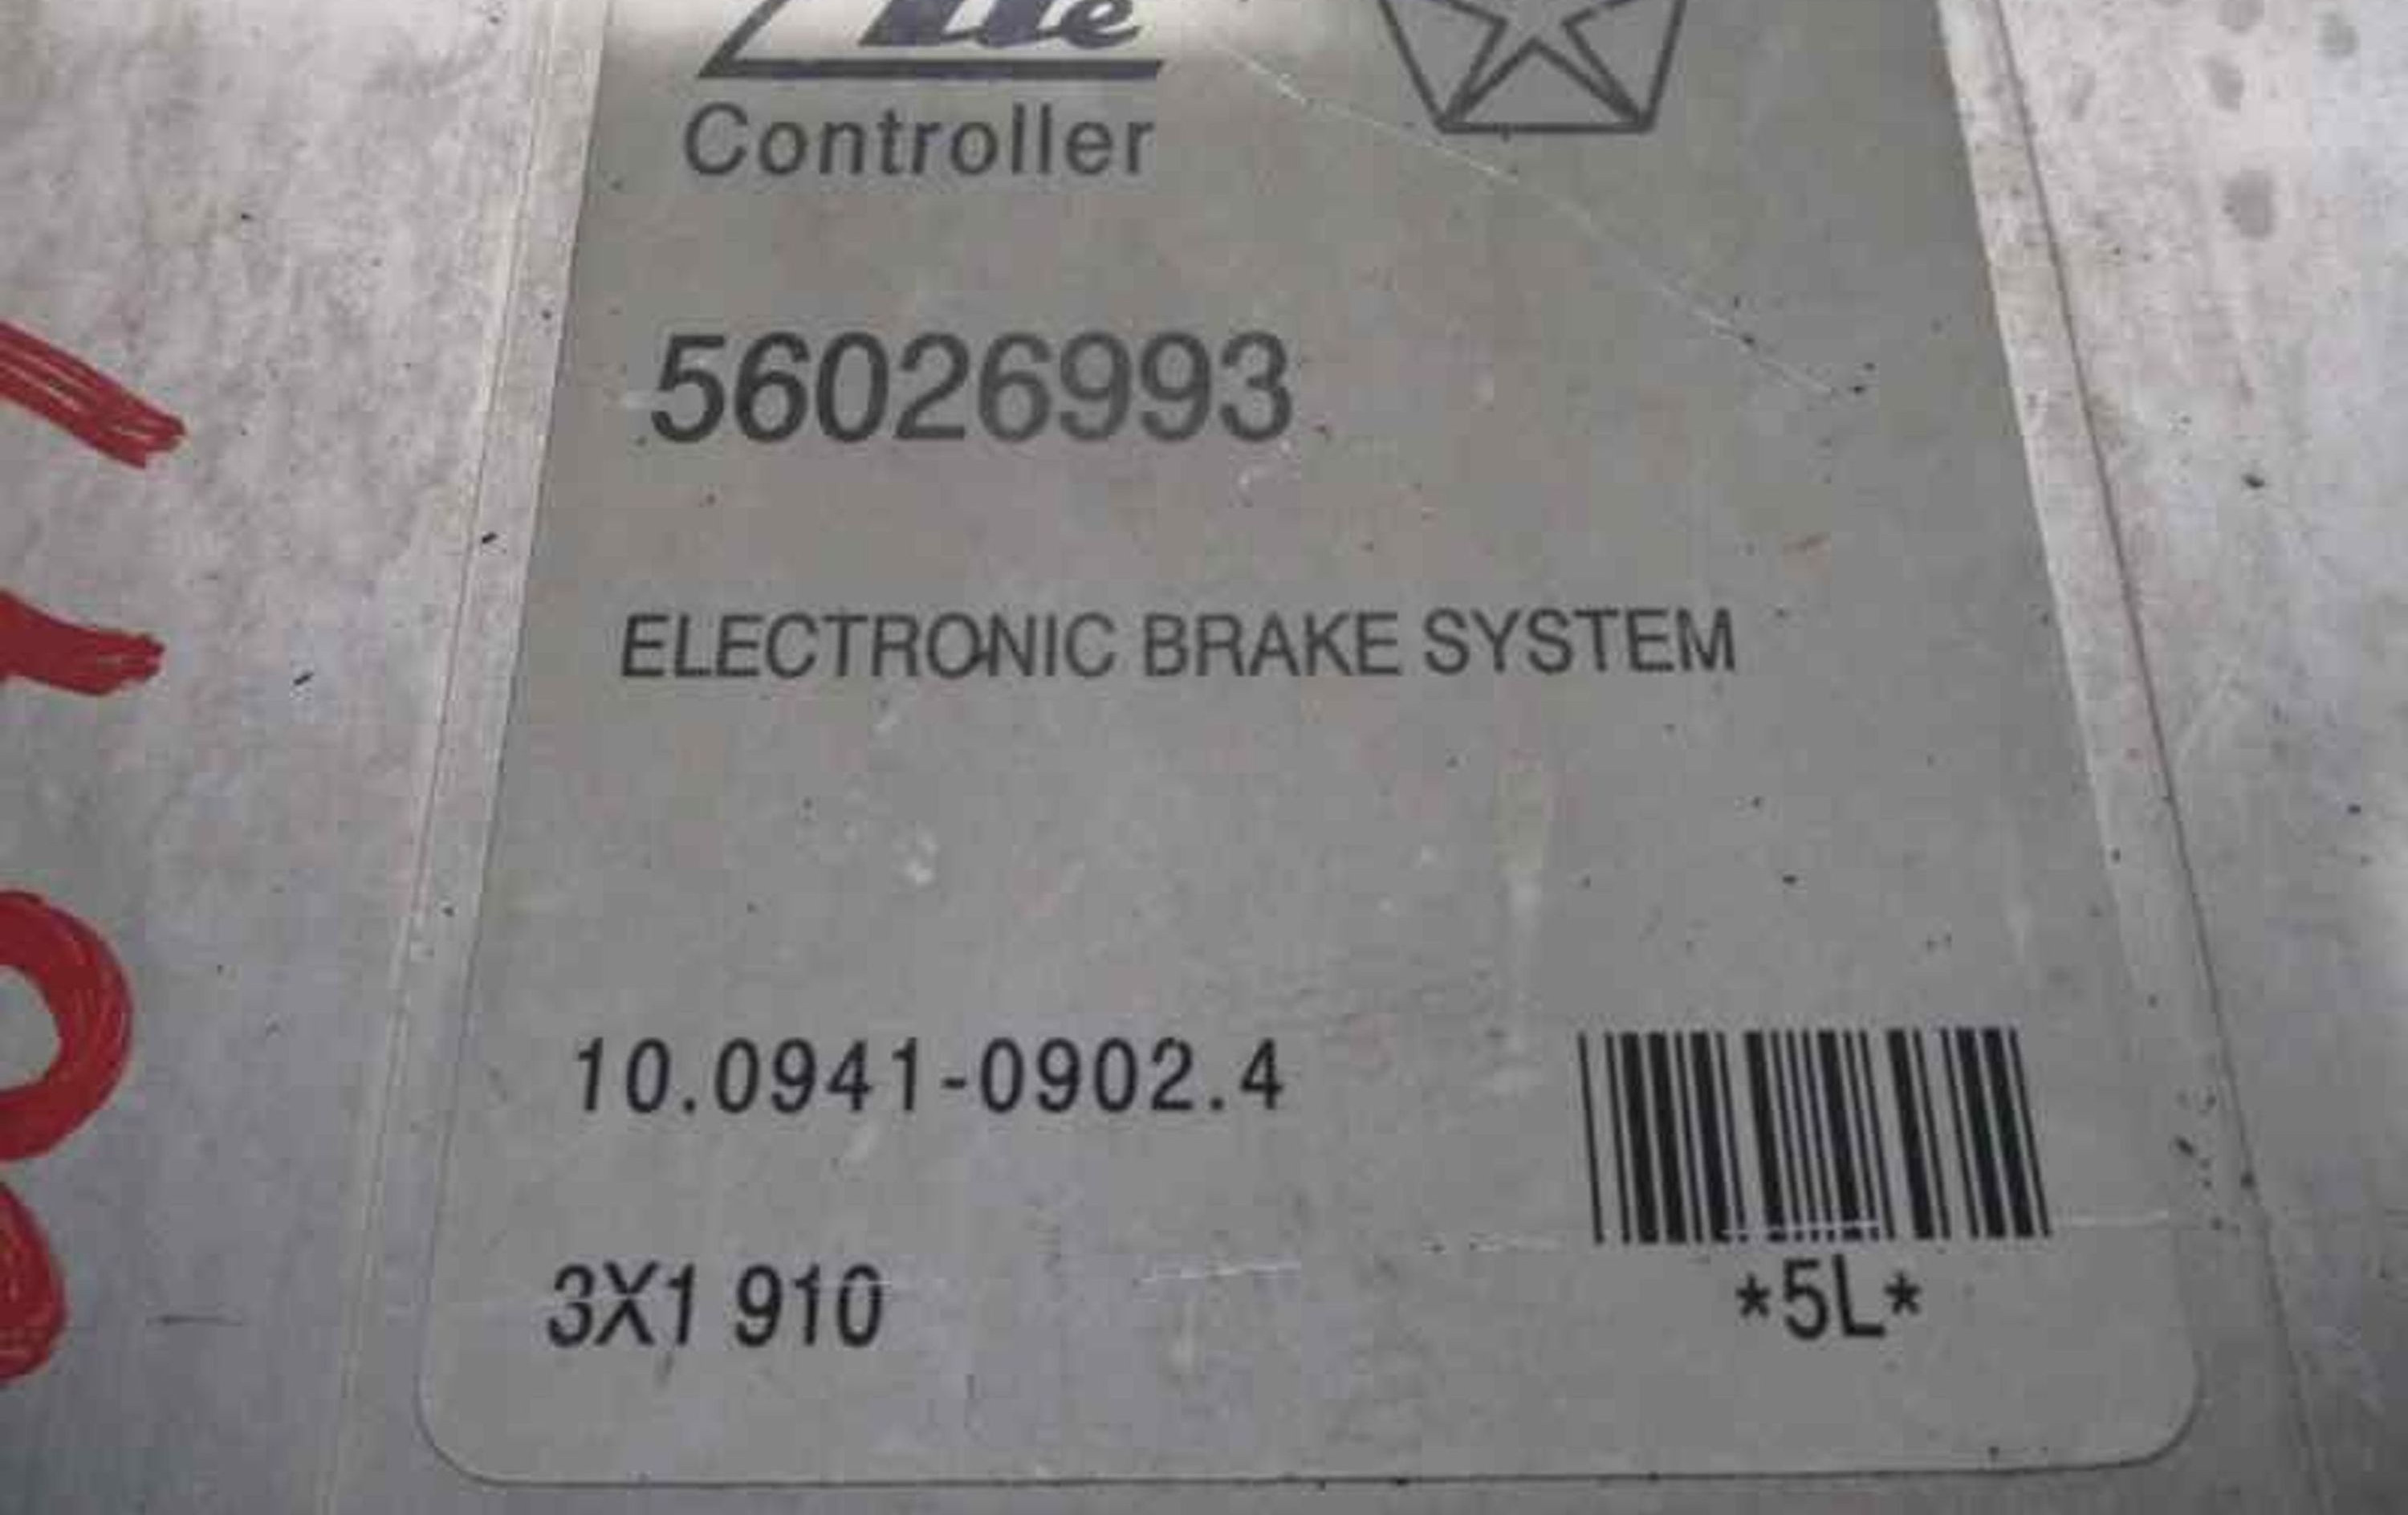 Controller
56026993
ELECTRONIC BRAKE SYSTEM
10.0941-0902.4
3X1 910
*5L*